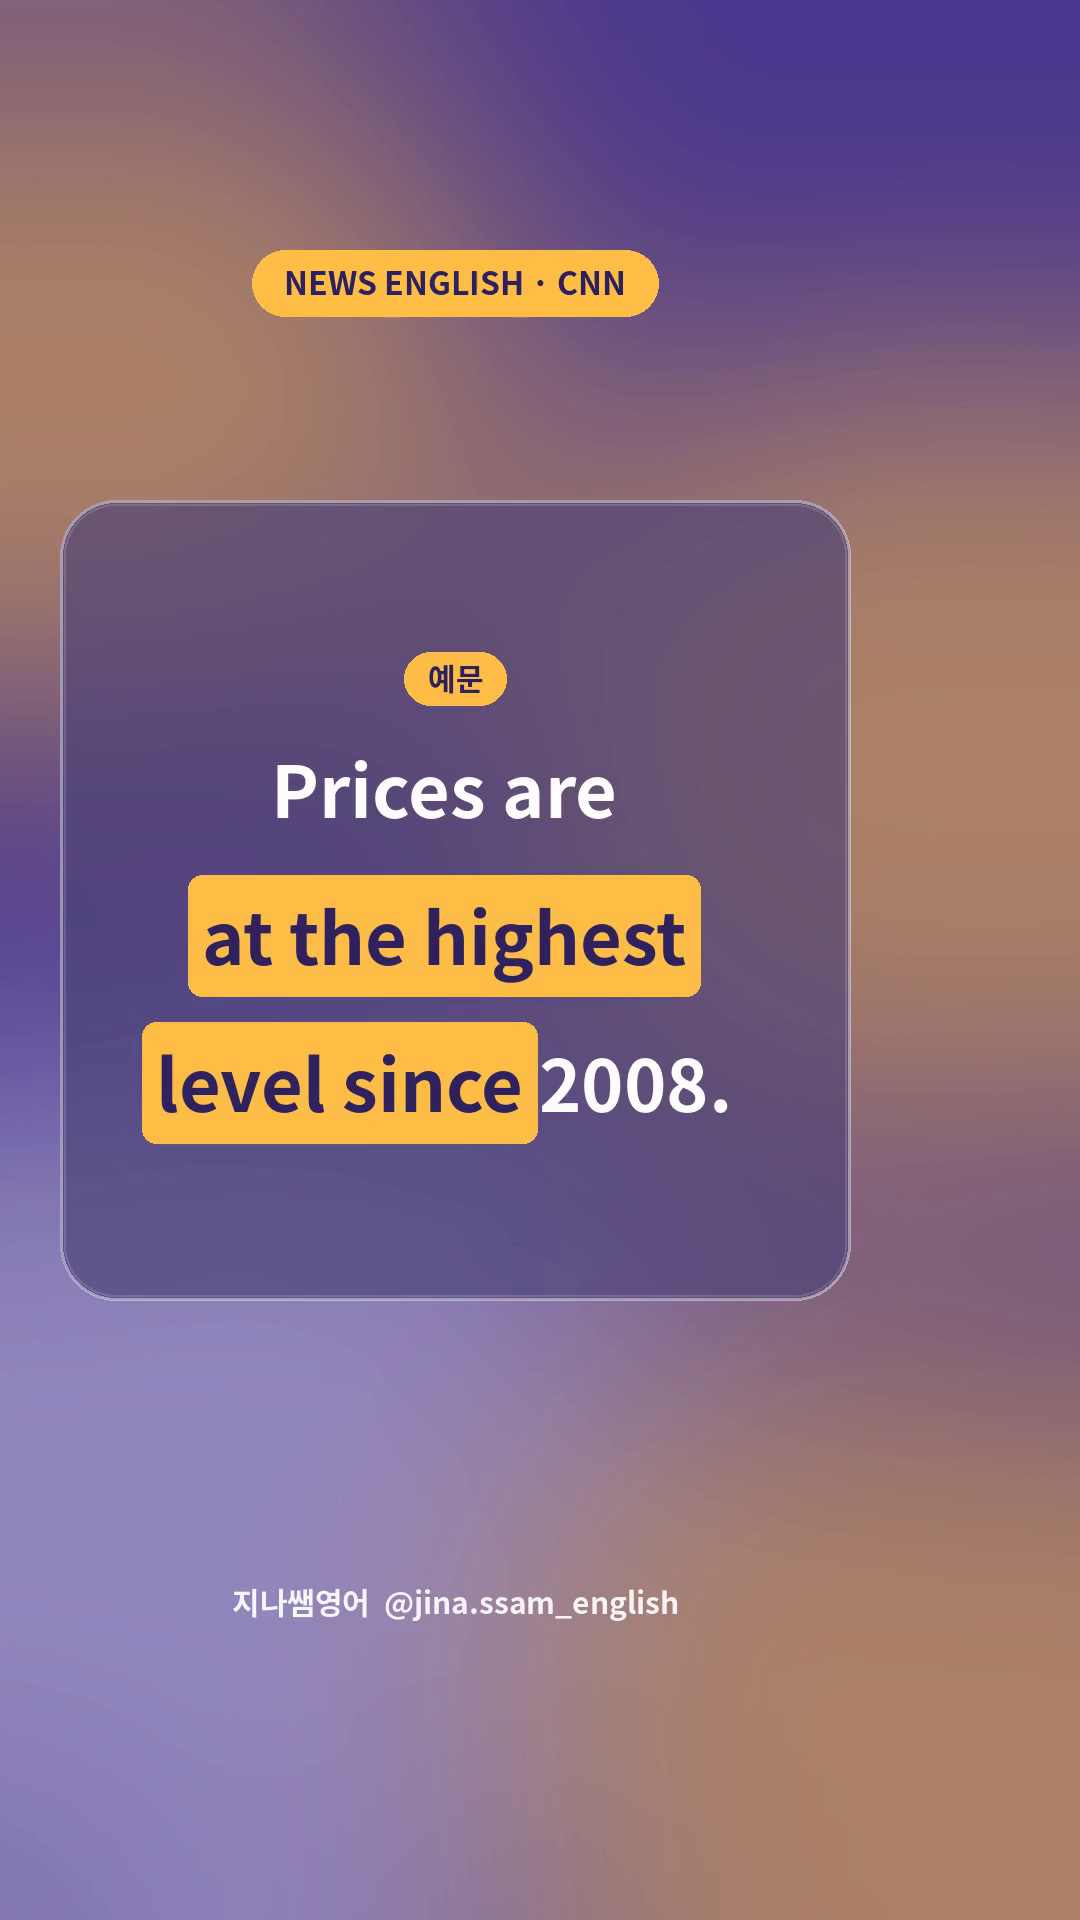 NEWS ENGLISH · CNN
예문
Prices are
at the highest
level since 2008.
지나쌤영어 @jina.ssam_english